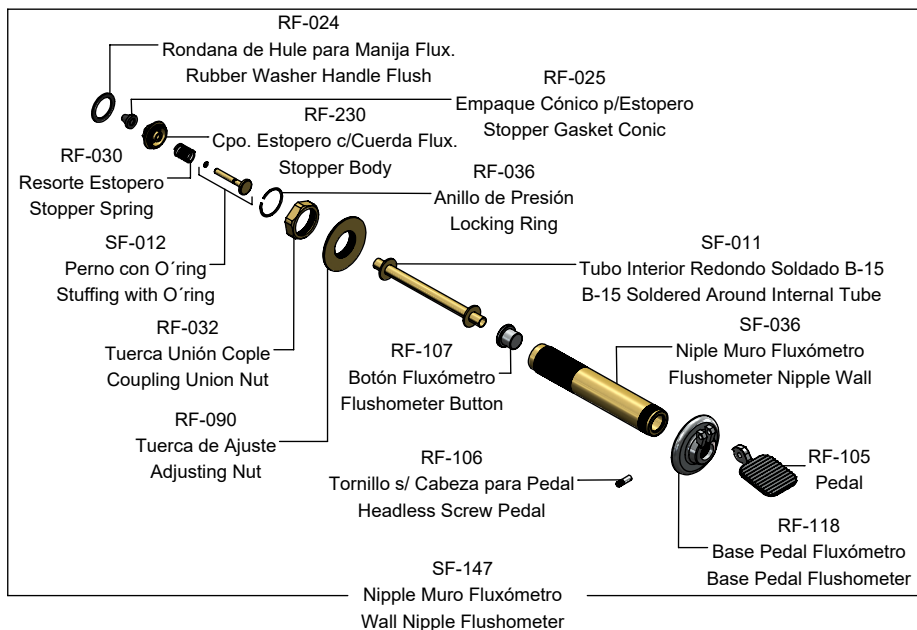 RF-024
Rondana de Hule para Manija Flux.
Rubber Washer Handle Flush
RF-025
Empaque Cónico p/Estopero
Stopper Gasket Conic
RF-230
Cpo. Estopero c/Cuerda Flux.
Stopper Body
RF-030
Resorte Estopero
Stopper Spring
RF-036
Anillo de Presión
Locking Ring
SF-012
Perno con O´ring
Stuffing with O´ring
SF-011
Tubo Interior Redondo Soldado B-15
B-15 Soldered Around Internal Tube
RF-032
Tuerca Unión Cople
Coupling Union Nut
RF-107
Botón Fluxómetro
Flushometer Button
SF-036
Niple Muro Fluxómetro
Flushometer Nipple Wall
RF-090
Tuerca de Ajuste
Adjusting Nut
RF-106
Tornillo s/ Cabeza para Pedal
Headless Screw Pedal
RF-105
Pedal
RF-118
Base Pedal Fluxómetro
Base Pedal Flushometer
SF-147
Nipple Muro Fluxómetro
Wall Nipple Flushometer